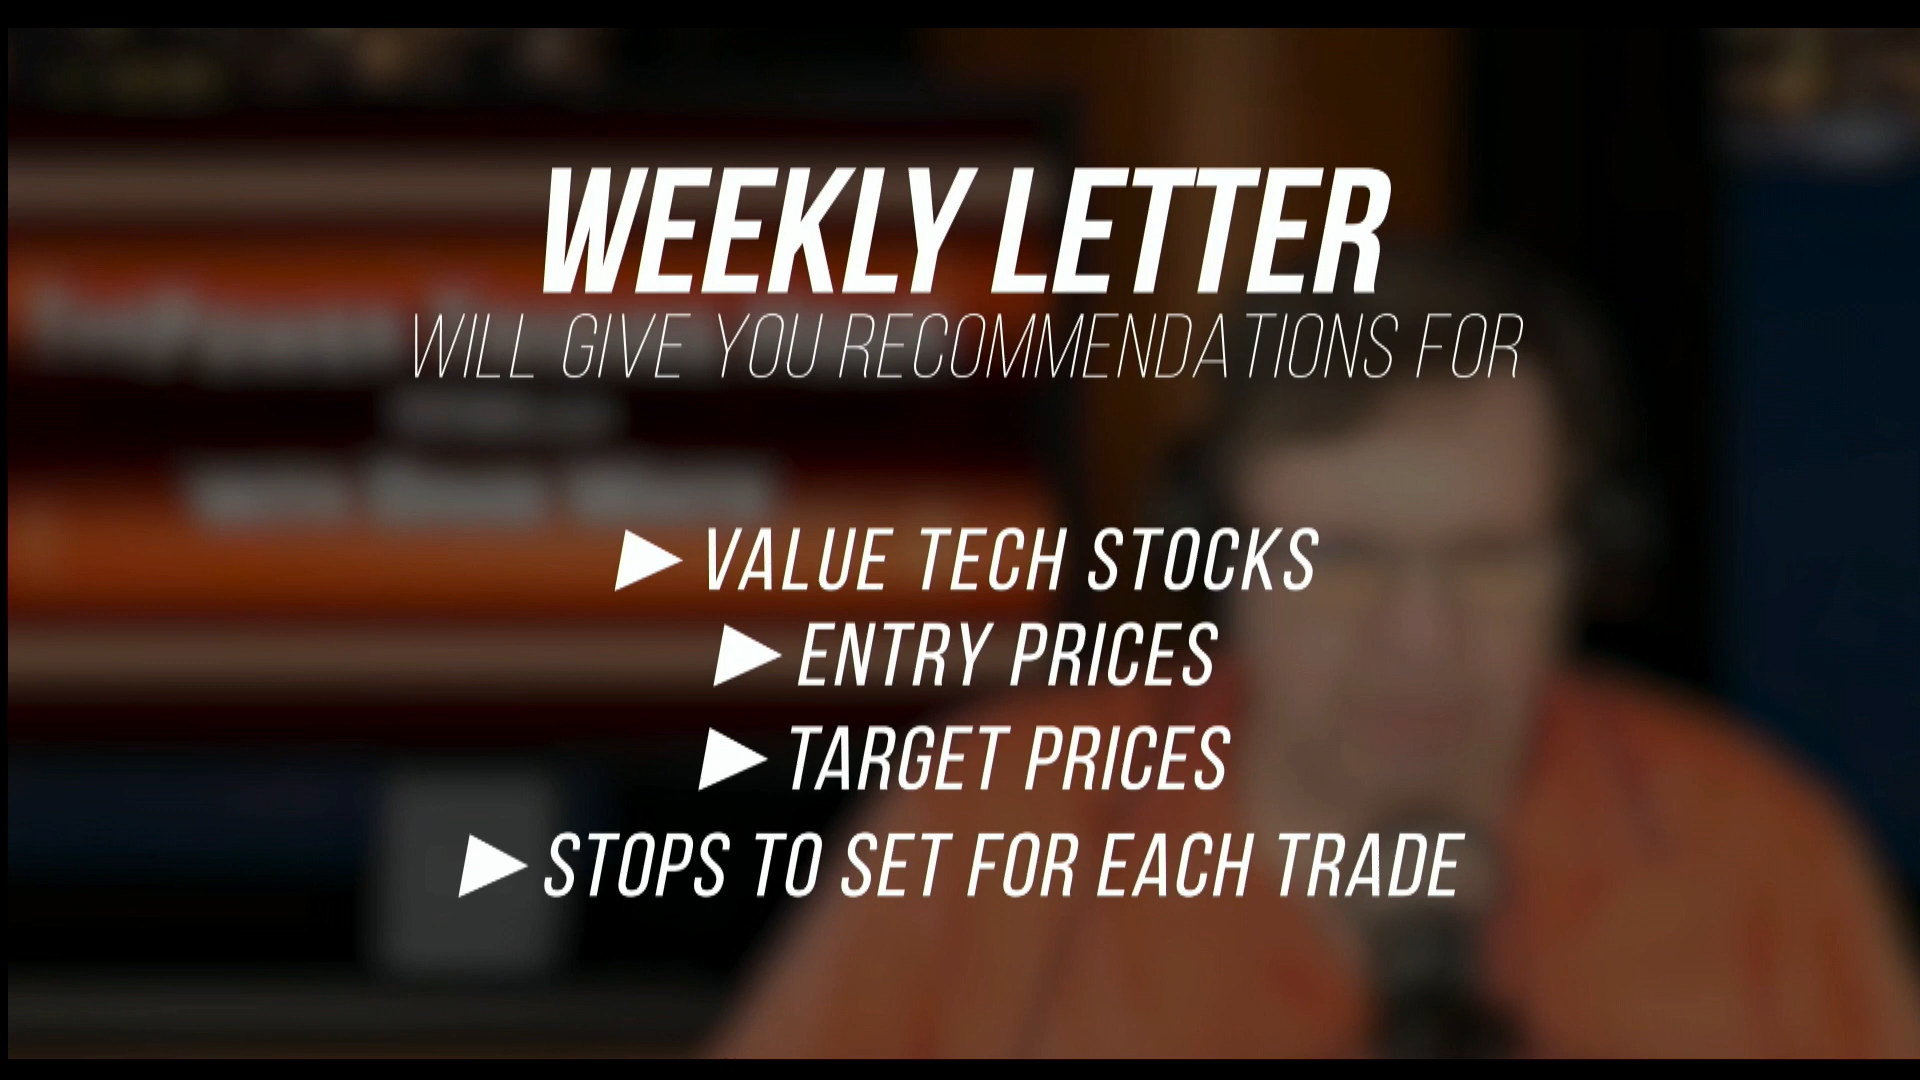 WEEKLY LETTER
WILL GIVE YOU RECOMMENDATIONS FOR
▶ VALUE TECH STOCKS
▶ ENTRY PRICES
▶ TARGET PRICES
▶ STOPS TO SET FOR EACH TRADE